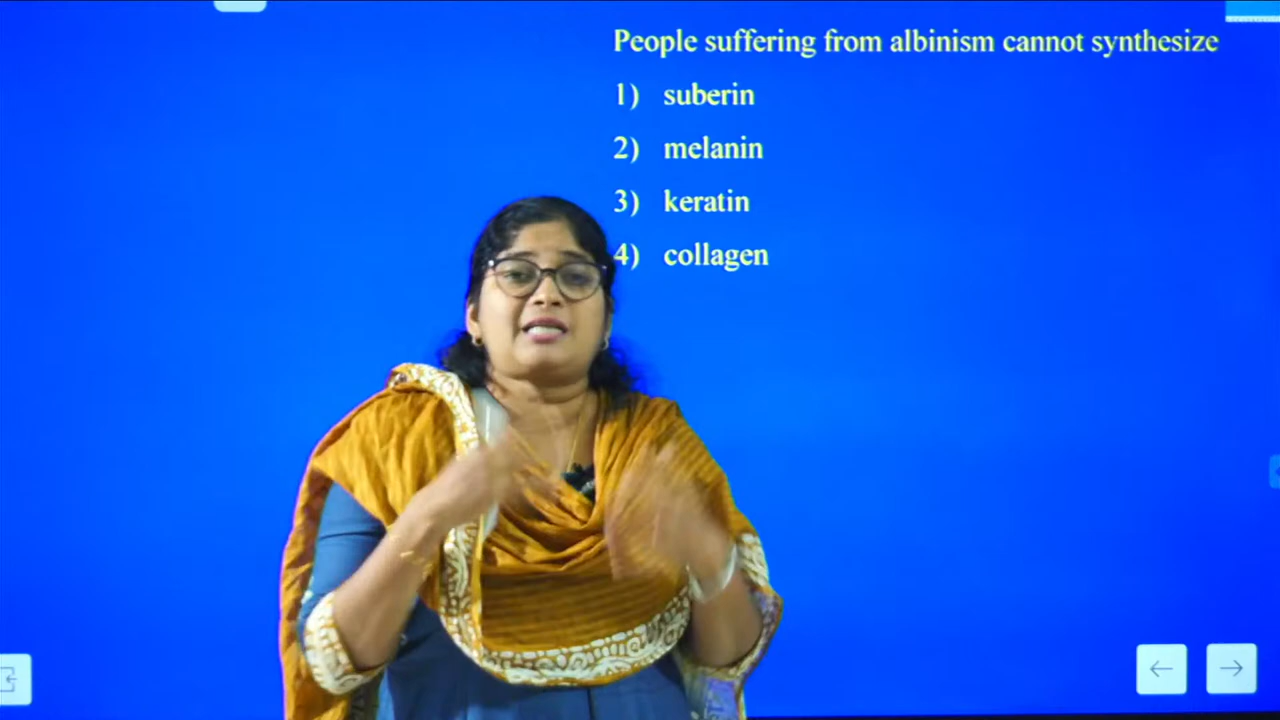 People suffering from albinism cannot synthesize
1) suberin
2) melanin
3) keratin
4) collagen